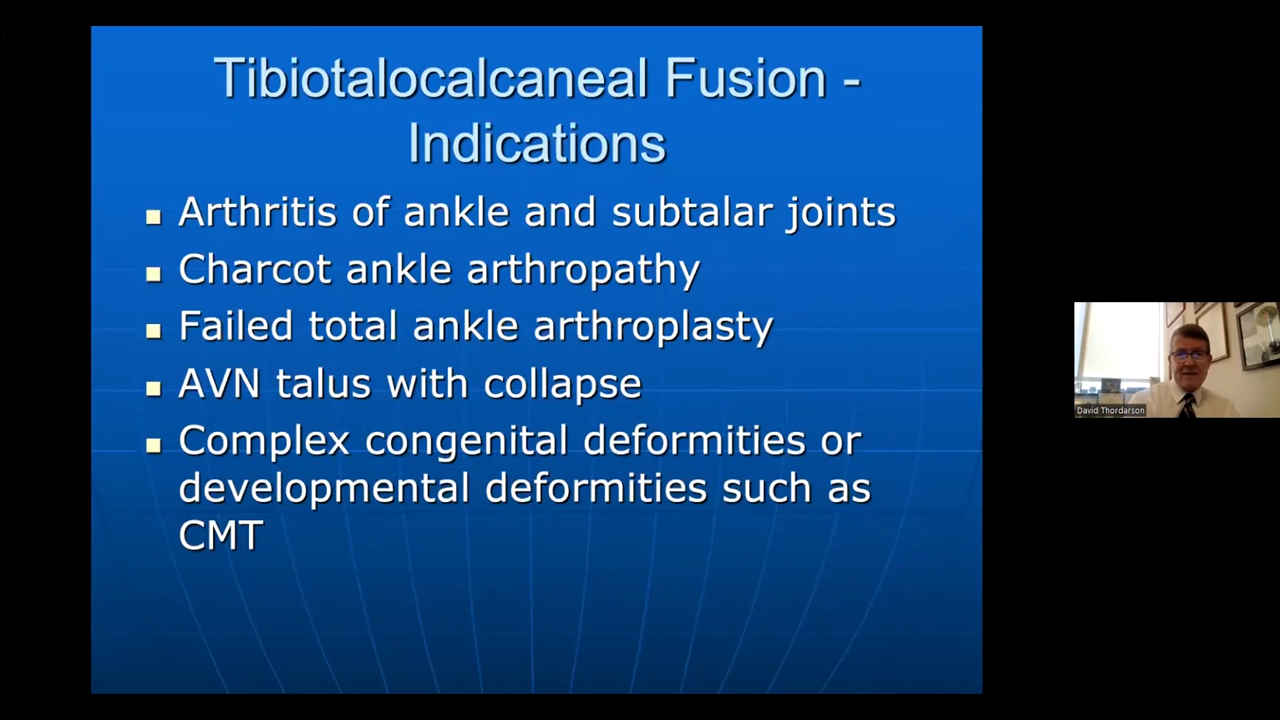 Tibiotalocalcaneal Fusion -
Indications
Arthritis of ankle and subtalar joints
Charcot ankle arthropathy
Failed total ankle arthroplasty
AVN talus with collapse
Complex congenital deformities or
developmental deformities such as
CMT
David Thordarson